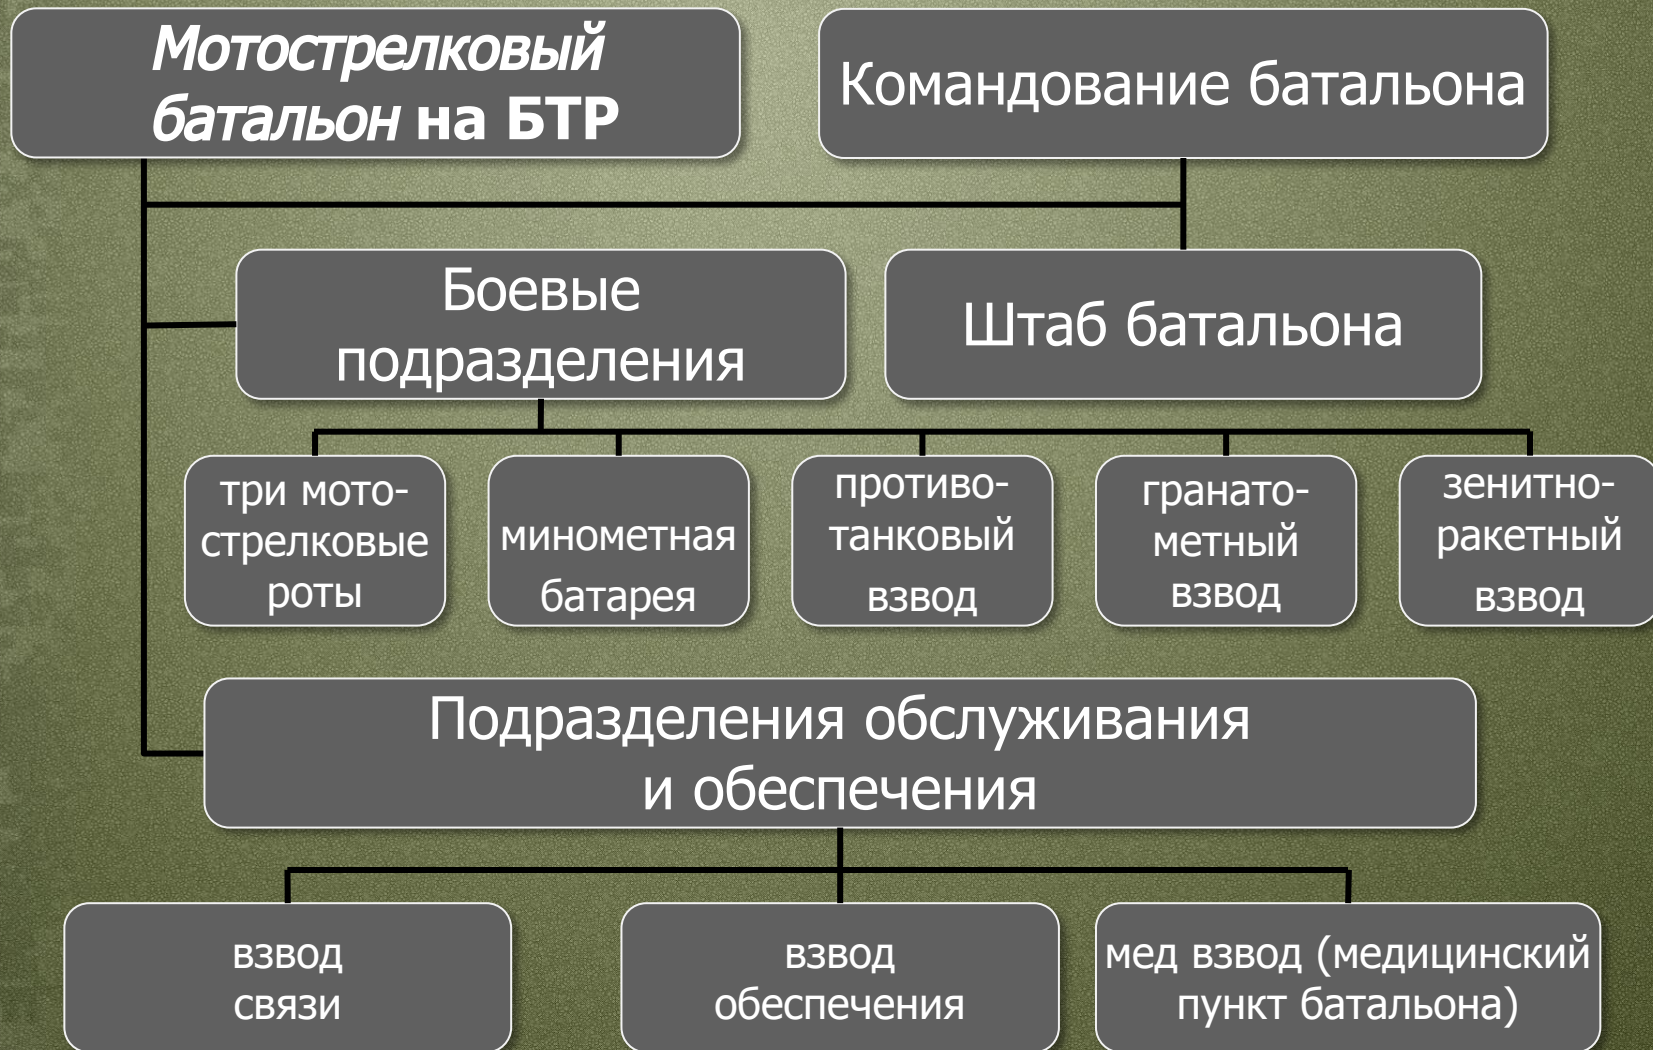 Мотострелковый
батальон на БТР
Командование батальона
Боевые
подразделения
Штаб батальона
три мото-
стрелковые
роты
минометная
батарея
противо-
танковый
взвод
гранато-
метный
взвод
зенитно-
ракетный
взвод
Подразделения обслуживания
и обеспечения
взвод
связи
взвод
обеспечения
мед взвод (медицинский
пункт батальона)